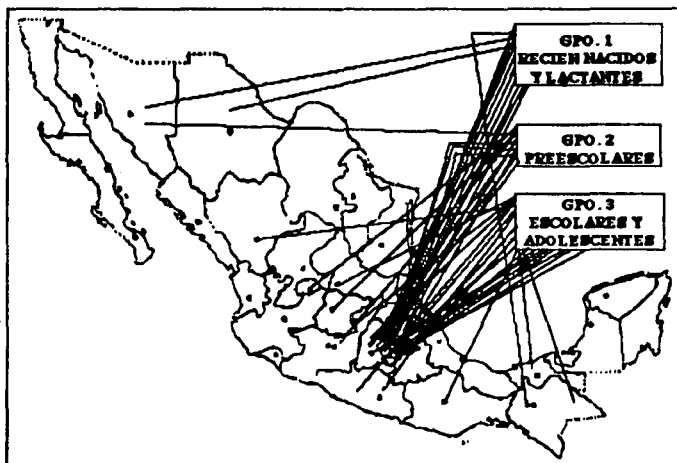 GPO. 1
RECIEN NACIDOS
Y LACTANTES
GPO. 2
PREESCOLARES
GPO. 3
ESCOLARES Y
ADOLESCENTES